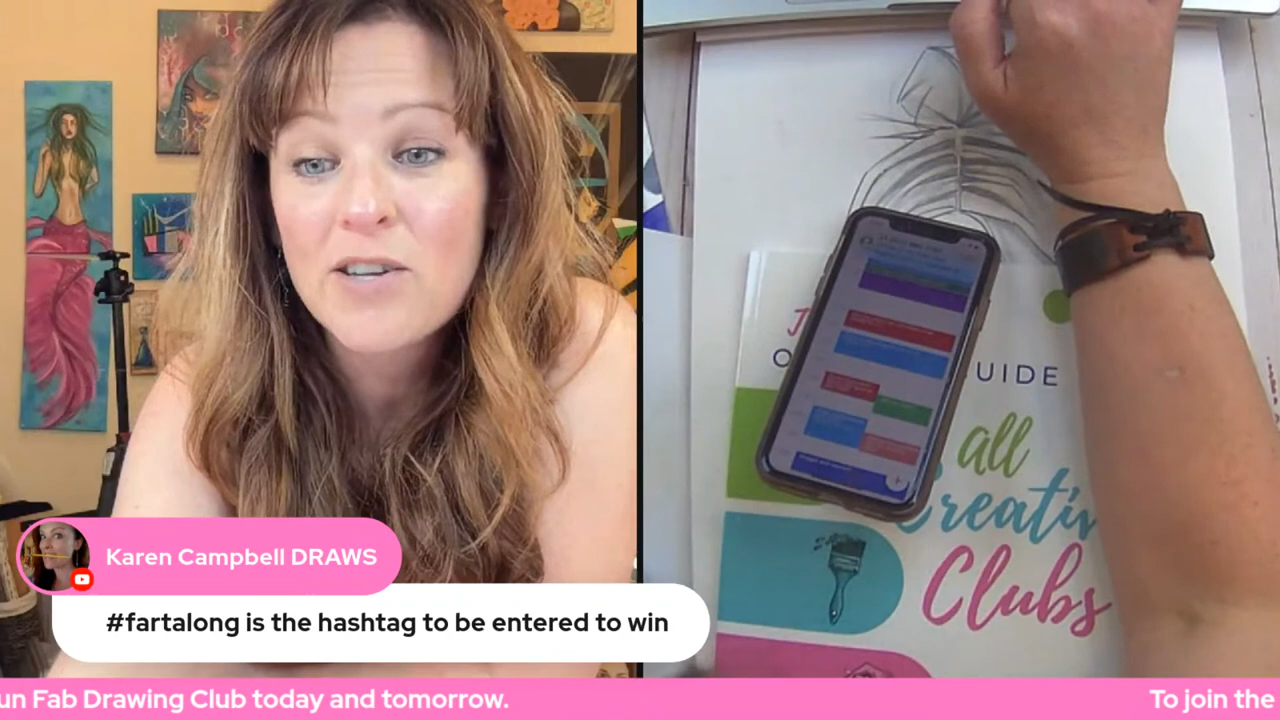 UIDE
all
Creativ
Clubs
Karen Campbell DRAWS
#fartalong is the hashtag to be entered to win
un Fab Drawing Club today and tomorrow.
To join the